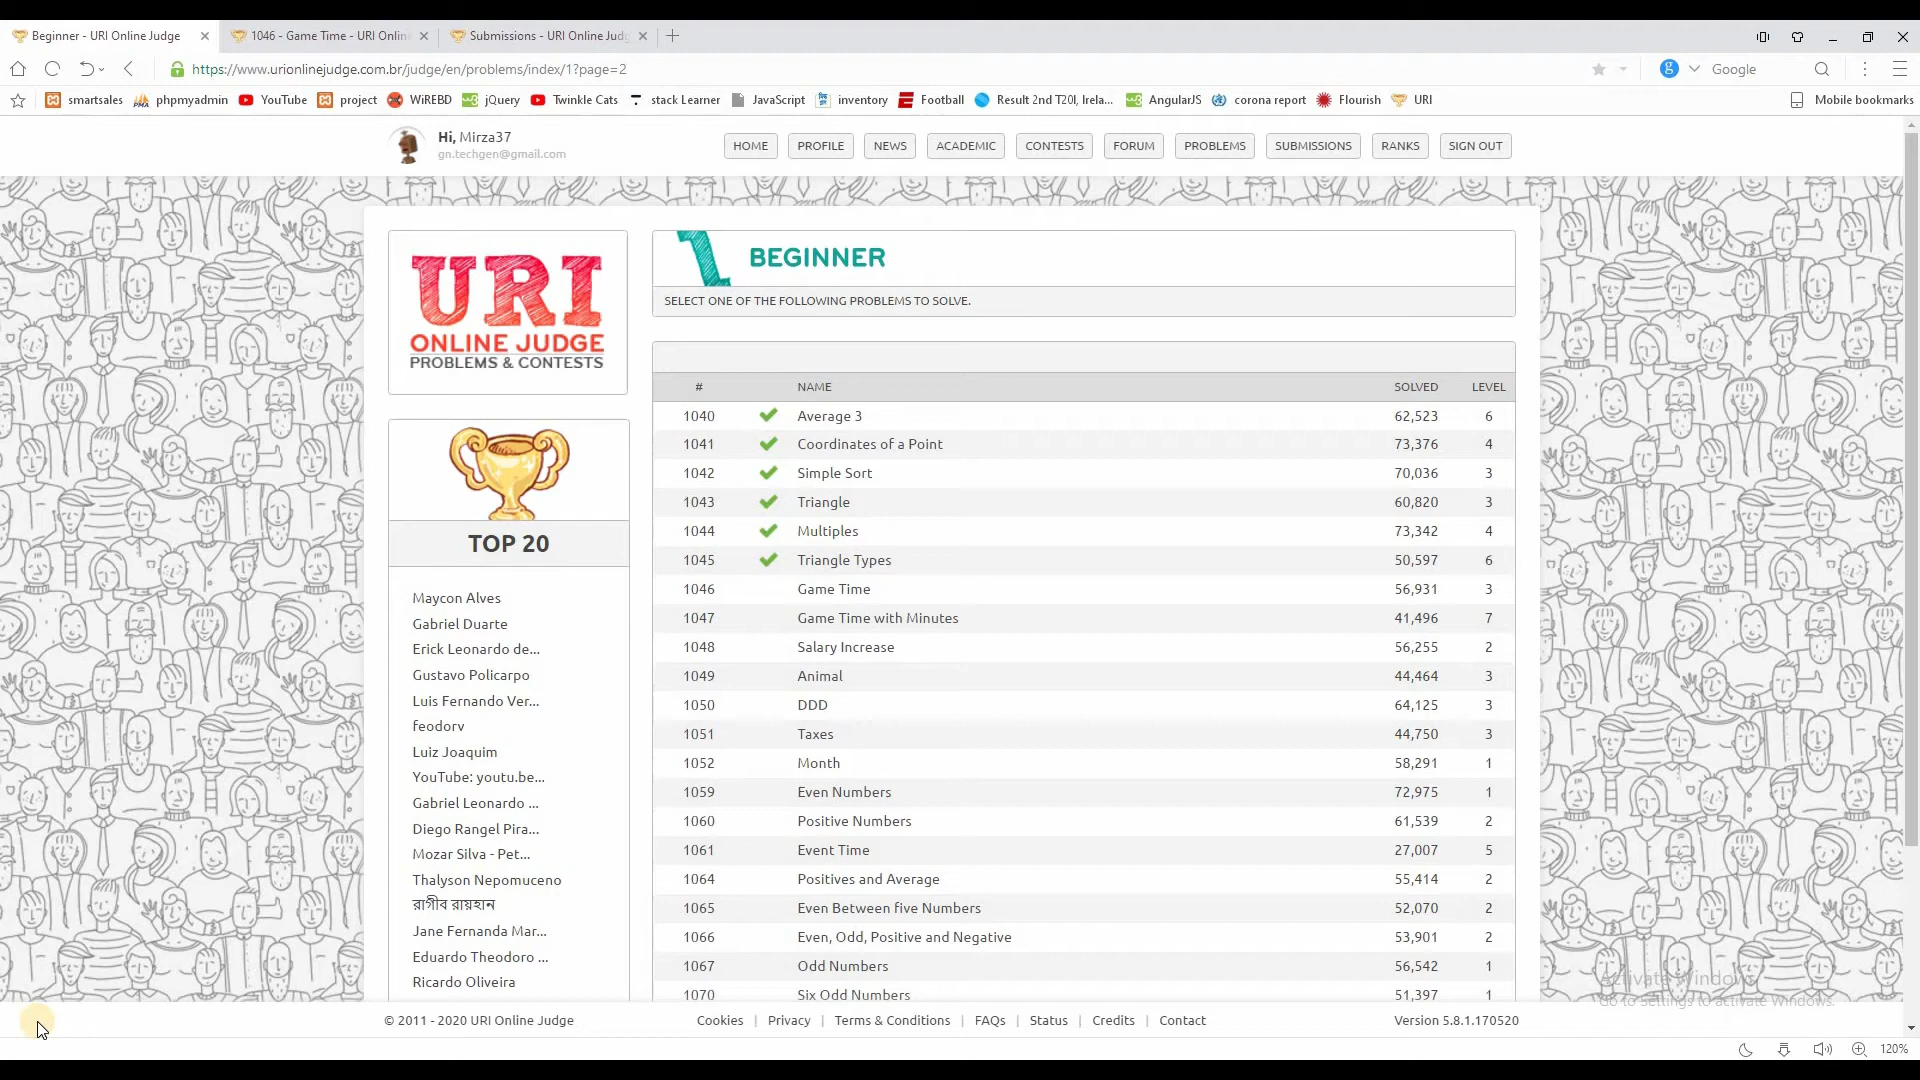 Beginner - URI Online Judge
1046 - Game Time - URI Onlin
Submissions - URI Online Judg
https://www.urionlinejudge.com.br/judge/en/problems/index/1?page=2
Google
smartsales phpmyadmin YouTube project WiREBD jQuery Twinkle Cats stack Learner JavaScript inventory Football Result 2nd T20I, Irela... AngularJS corona report Flourish URI Mobile bookmarks
Hi, Mirza37
gn.techgen@gmail.com
HOME PROFILE NEWS ACADEMIC CONTESTS FORUM PROBLEMS SUBMISSIONS RANKS SIGN OUT
URI
ONLINE JUDGE
PROBLEMS & CONTESTS
TOP 20
Maycon Alves
Gabriel Duarte
Erick Leonardo de...
Gustavo Policarpo
Luis Fernando Ver...
feodorv
Luiz Joaquim
YouTube: youtu.be...
Gabriel Leonardo ...
Diego Rangel Pira...
Mozar Silva - Pet...
Thalyson Nepomuceno
রাগীব রায়হান
Jane Fernanda Mar...
Eduardo Theodoro ...
Ricardo Oliveira
1 BEGINNER
SELECT ONE OF THE FOLLOWING PROBLEMS TO SOLVE.
# NAME SOLVED LEVEL
1040 Average 3 62,523 6
1041 Coordinates of a Point 73,376 4
1042 Simple Sort 70,036 3
1043 Triangle 60,820 3
1044 Multiples 73,342 4
1045 Triangle Types 50,597 6
1046 Game Time 56,931 3
1047 Game Time with Minutes 41,496 7
1048 Salary Increase 56,255 2
1049 Animal 44,464 3
1050 DDD 64,125 3
1051 Taxes 44,750 3
1052 Month 58,291 1
1059 Even Numbers 72,975 1
1060 Positive Numbers 61,539 2
1061 Event Time 27,007 5
1064 Positives and Average 55,414 2
1065 Even Between five Numbers 52,070 2
1066 Even, Odd, Positive and Negative 53,901 2
1067 Odd Numbers 56,542 1
1070 Six Odd Numbers 51,397 1
Activate Windows
Go to Settings to activate Windows.
© 2011 - 2020 URI Online Judge
Cookies | Privacy | Terms & Conditions | FAQs | Status | Credits | Contact
Version 5.8.1.170520
120%